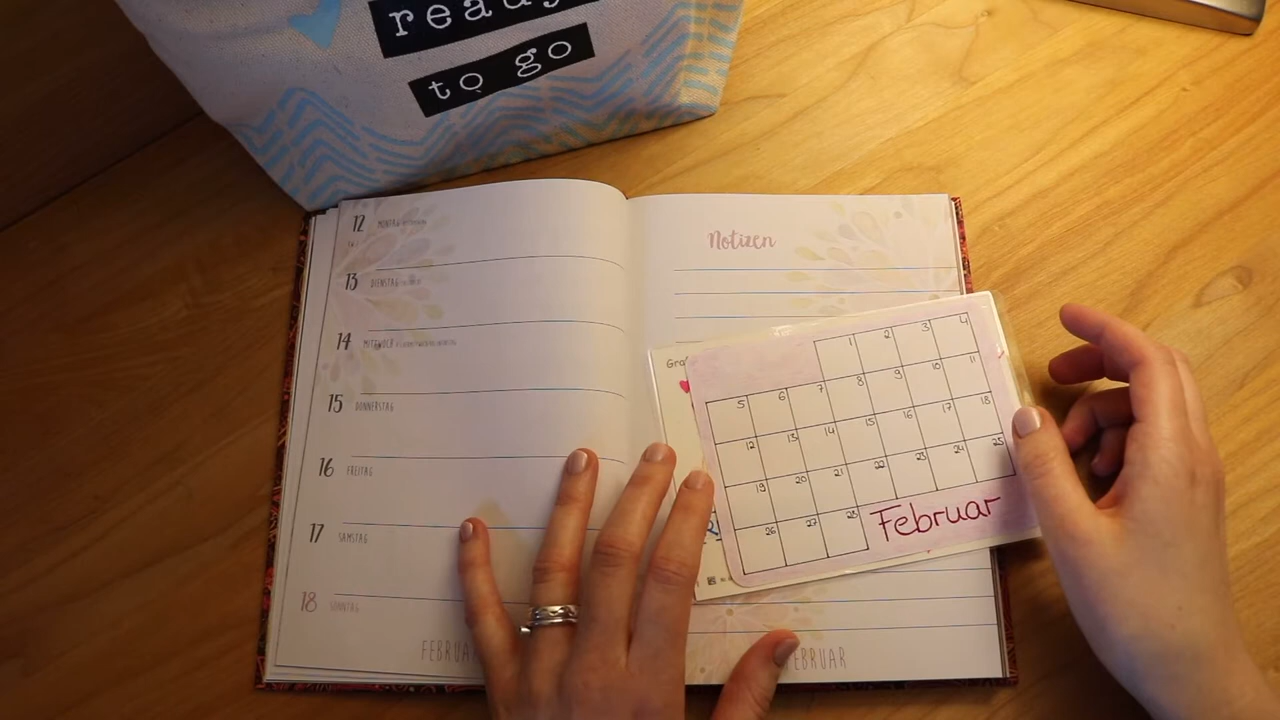 ready
to go
12 MONTAG
13 DIENSTAG
14 MITTWOCH
15 DONNERSTAG
16 FREITAG
17 SAMSTAG
18 SONNTAG
FEBRUA
Notizen
Gra
1 2 3 4
5 6 7 8 9 10 11
12 13 14 15 16 17 18
19 20 21 22 23 24 25
26 27 28
Februar
FEBRUAR